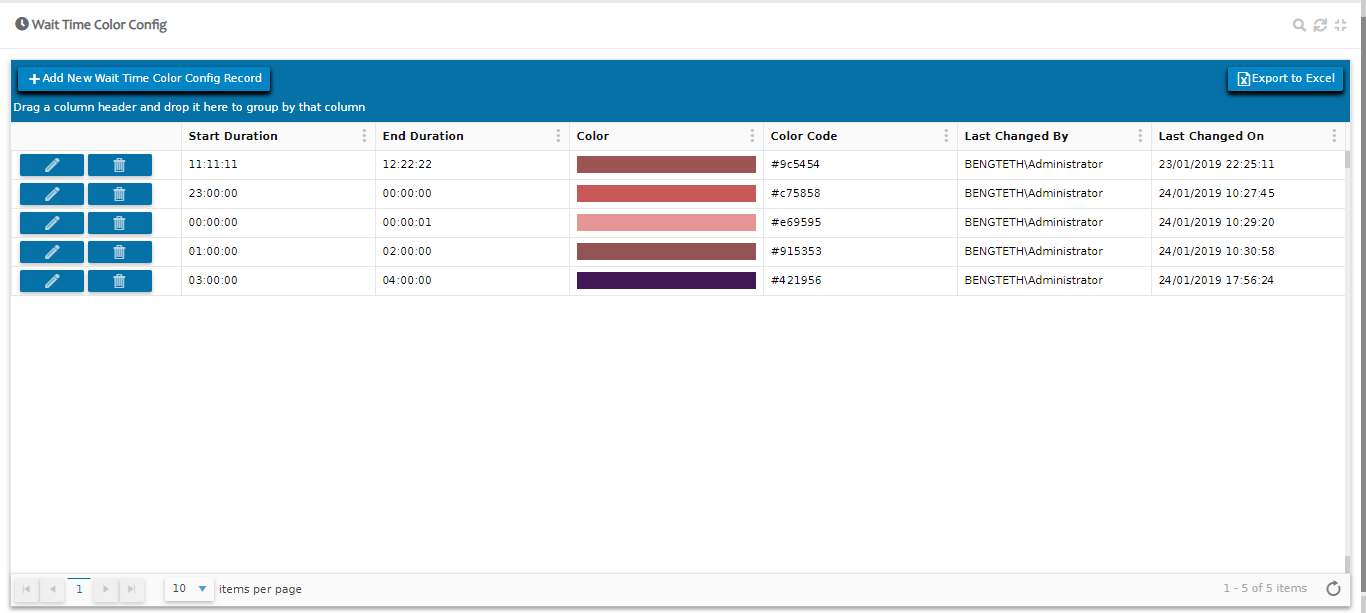 Wait Time Color Config
Add New Wait Time Color Config Record
Export to Excel
Drag a column header and drop it here to group by that column
Start Duration End Duration Color Color Code Last Changed By Last Changed On
11:11:11 12:22:22 #9c5454 BENGTETH\Administrator 23/01/2019 22:25:11
23:00:00 00:00:00 #c75858 BENGTETH\Administrator 24/01/2019 10:27:45
00:00:00 00:00:01 #e69595 BENGTETH\Administrator 24/01/2019 10:29:20
01:00:00 02:00:00 #915353 BENGTETH\Administrator 24/01/2019 10:30:58
03:00:00 04:00:00 #421956 BENGTETH\Administrator 24/01/2019 17:56:24
1 10 items per page 1 - 5 of 5 items